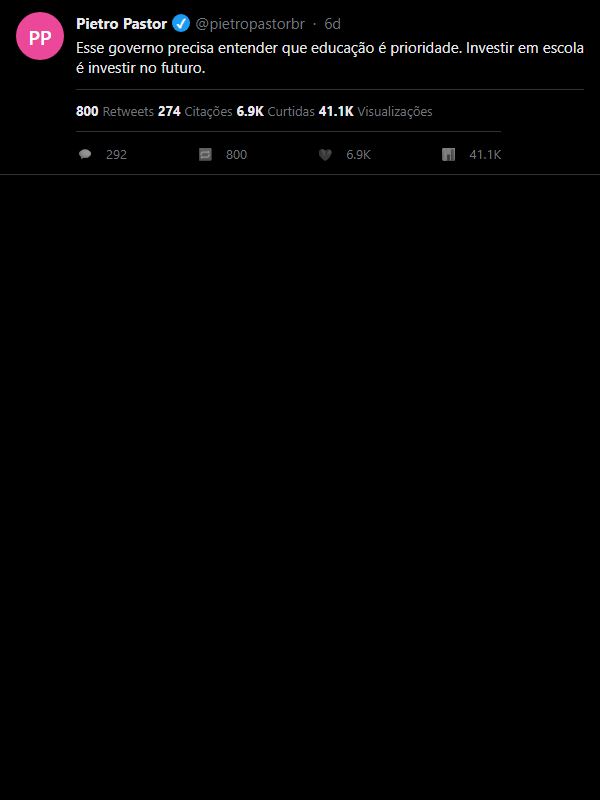 PP
Pietro Pastor @pietropastorbr · 6d
Esse governo precisa entender que educação é prioridade. Investir em escola
é investir no futuro.
800 Retweets 274 Citações 6.9K Curtidas 41.1K Visualizações
292 800 6.9K 41.1K